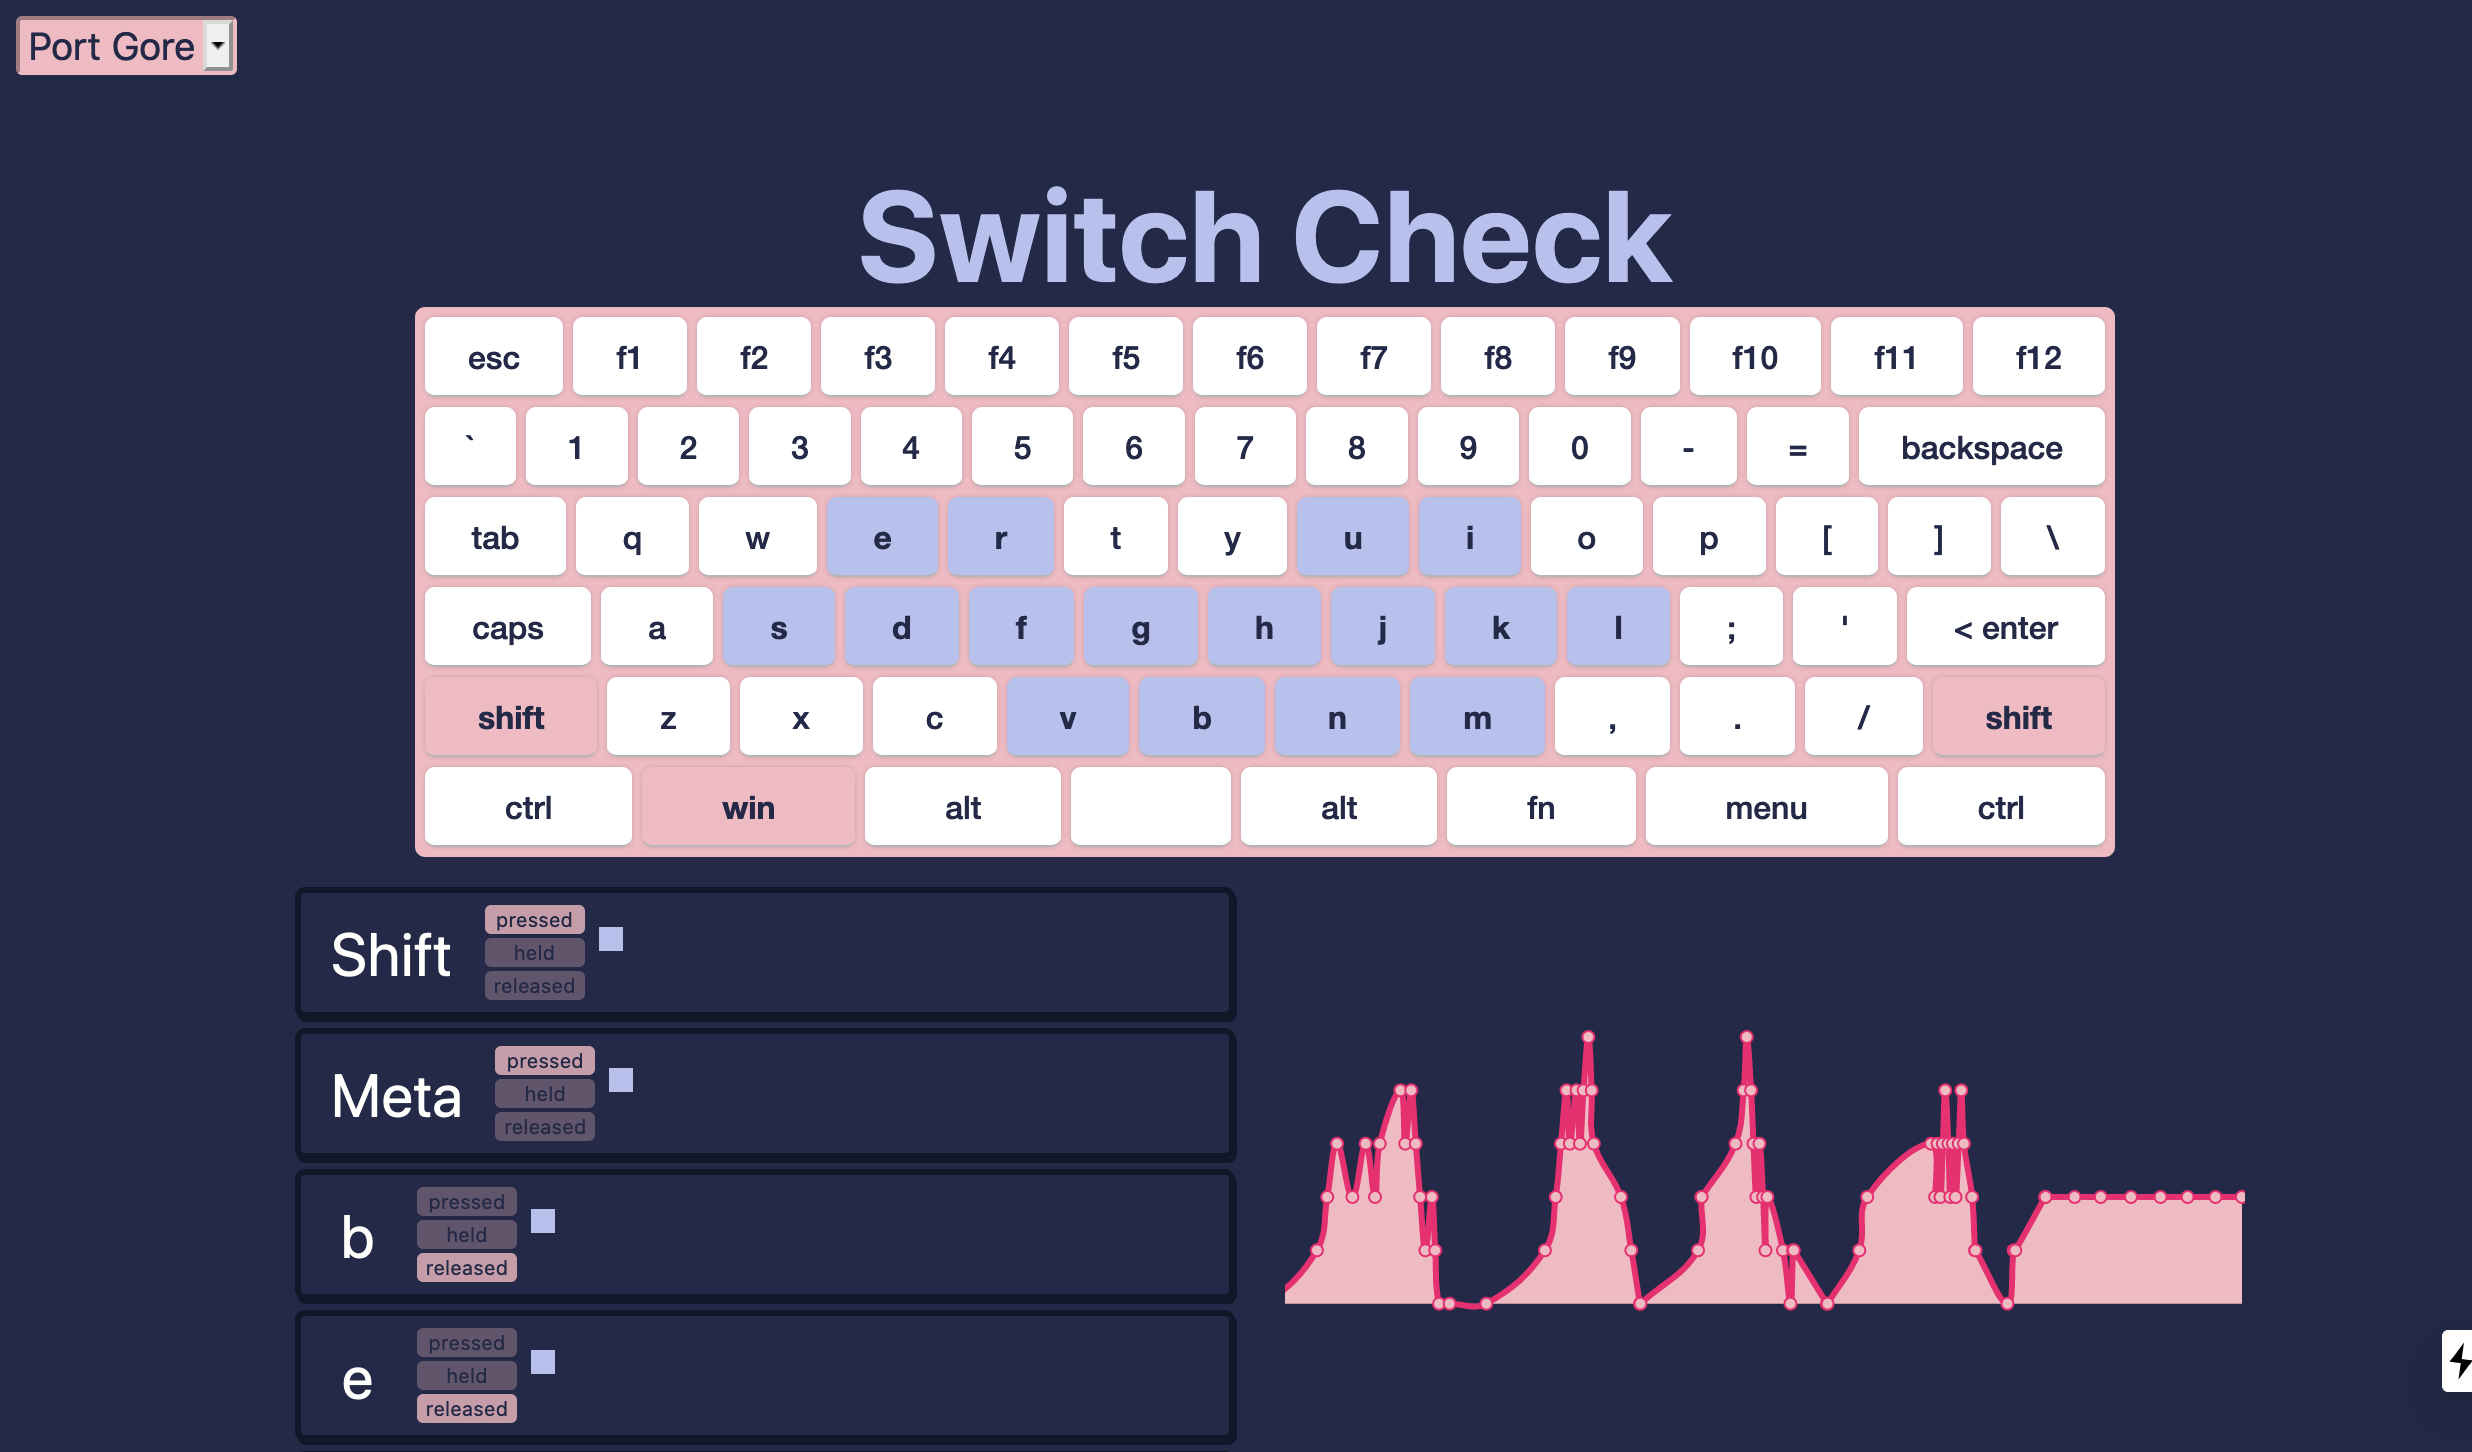 Port Gore
Switch Check
esc f1 f2 f3 f4 f5 f6 f7 f8 f9 f10 f11 f12
` 1 2 3 4 5 6 7 8 9 0 - = backspace
tab q w e r t y u i o p [ ] \
caps a s d f g h j k l ; ' < enter
shift z x c v b n m , . / shift
ctrl win alt alt fn menu ctrl
Shift
pressed
held
released
Meta
pressed
held
released
b
pressed
held
released
e
pressed
held
released